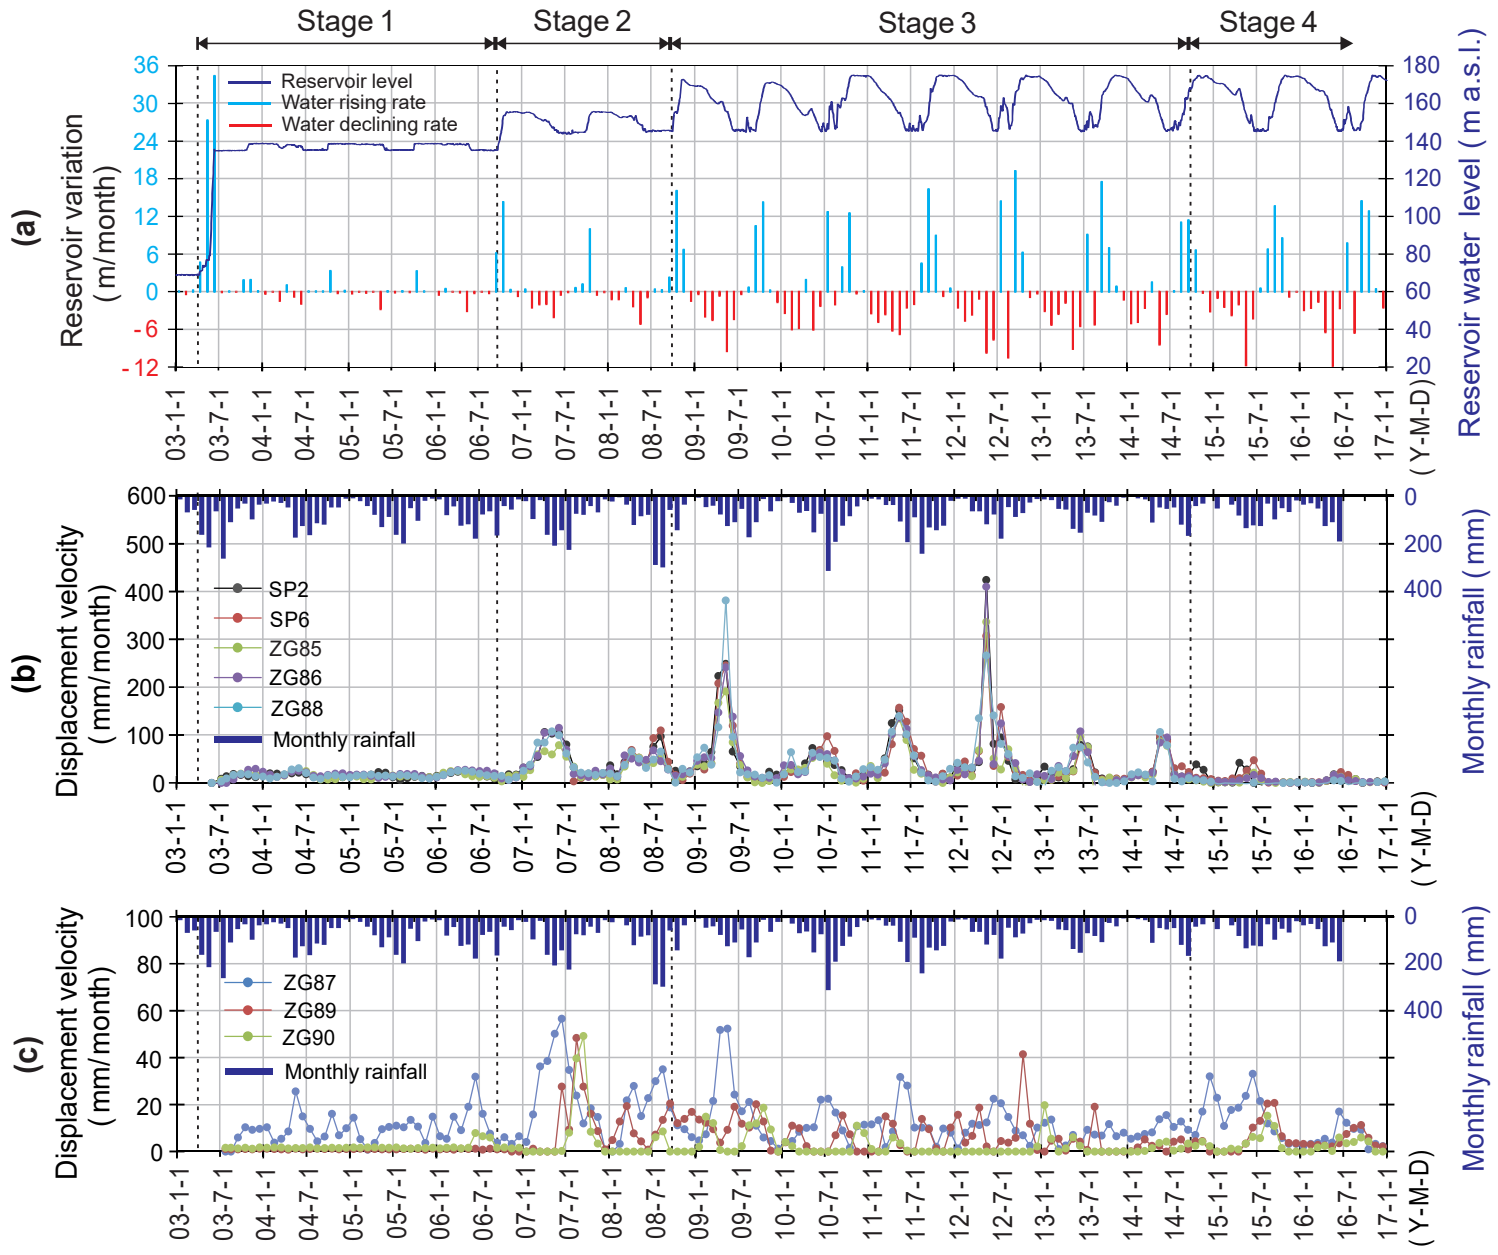 Stage 1 Stage 2 Stage 3 Stage 4
(a)
Reservoir variation
( m/month)
36
30
24
18
12
6
0
-6
-12
Reservoir level
Water rising rate
Water declining rate
180
160
140
120
100
80
60
40
20
Reservoir water level ( m a.s.l.)
03-1-1 03-7-1 04-1-1 04-7-1 05-1-1 05-7-1 06-1-1 06-7-1 07-1-1 07-7-1 08-1-1 08-7-1 09-1-1 09-7-1 10-1-1 10-7-1 11-1-1 11-7-1 12-1-1 12-7-1 13-1-1 13-7-1 14-1-1 14-7-1 15-1-1 15-7-1 16-1-1 16-7-1 17-1-1 ( Y-M-D)
(b)
Displacement velocity
( mm/month)
600
500
400
300
200
100
0
SP2
SP6
ZG85
ZG86
ZG88
Monthly rainfall
0
200
400
Monthly rainfall ( mm)
03-1-1 03-7-1 04-1-1 04-7-1 05-1-1 05-7-1 06-1-1 06-7-1 07-1-1 07-7-1 08-1-1 08-7-1 09-1-1 09-7-1 10-1-1 10-7-1 11-1-1 11-7-1 12-1-1 12-7-1 13-1-1 13-7-1 14-1-1 14-7-1 15-1-1 15-7-1 16-1-1 16-7-1 17-1-1 ( Y-M-D)
(c)
Displacement velocity
( mm/month)
100
80
60
40
20
0
ZG87
ZG89
ZG90
Monthly rainfall
0
200
400
Monthly rainfall ( mm)
03-1-1 03-7-1 04-1-1 04-7-1 05-1-1 05-7-1 06-1-1 06-7-1 07-1-1 07-7-1 08-1-1 08-7-1 09-1-1 09-7-1 10-1-1 10-7-1 11-1-1 11-7-1 12-1-1 12-7-1 13-1-1 13-7-1 14-1-1 14-7-1 15-1-1 15-7-1 16-1-1 16-7-1 17-1-1 ( Y-M-D)